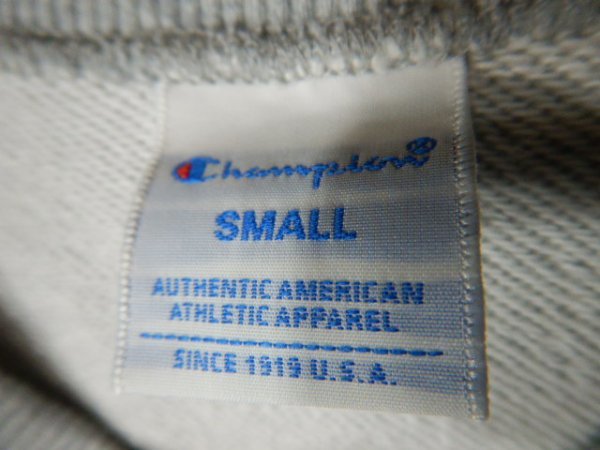 Champion®
SMALL
AUTHENTIC AMERICAN
ATHLETIC APPAREL
SINCE 1919 U.S.A.